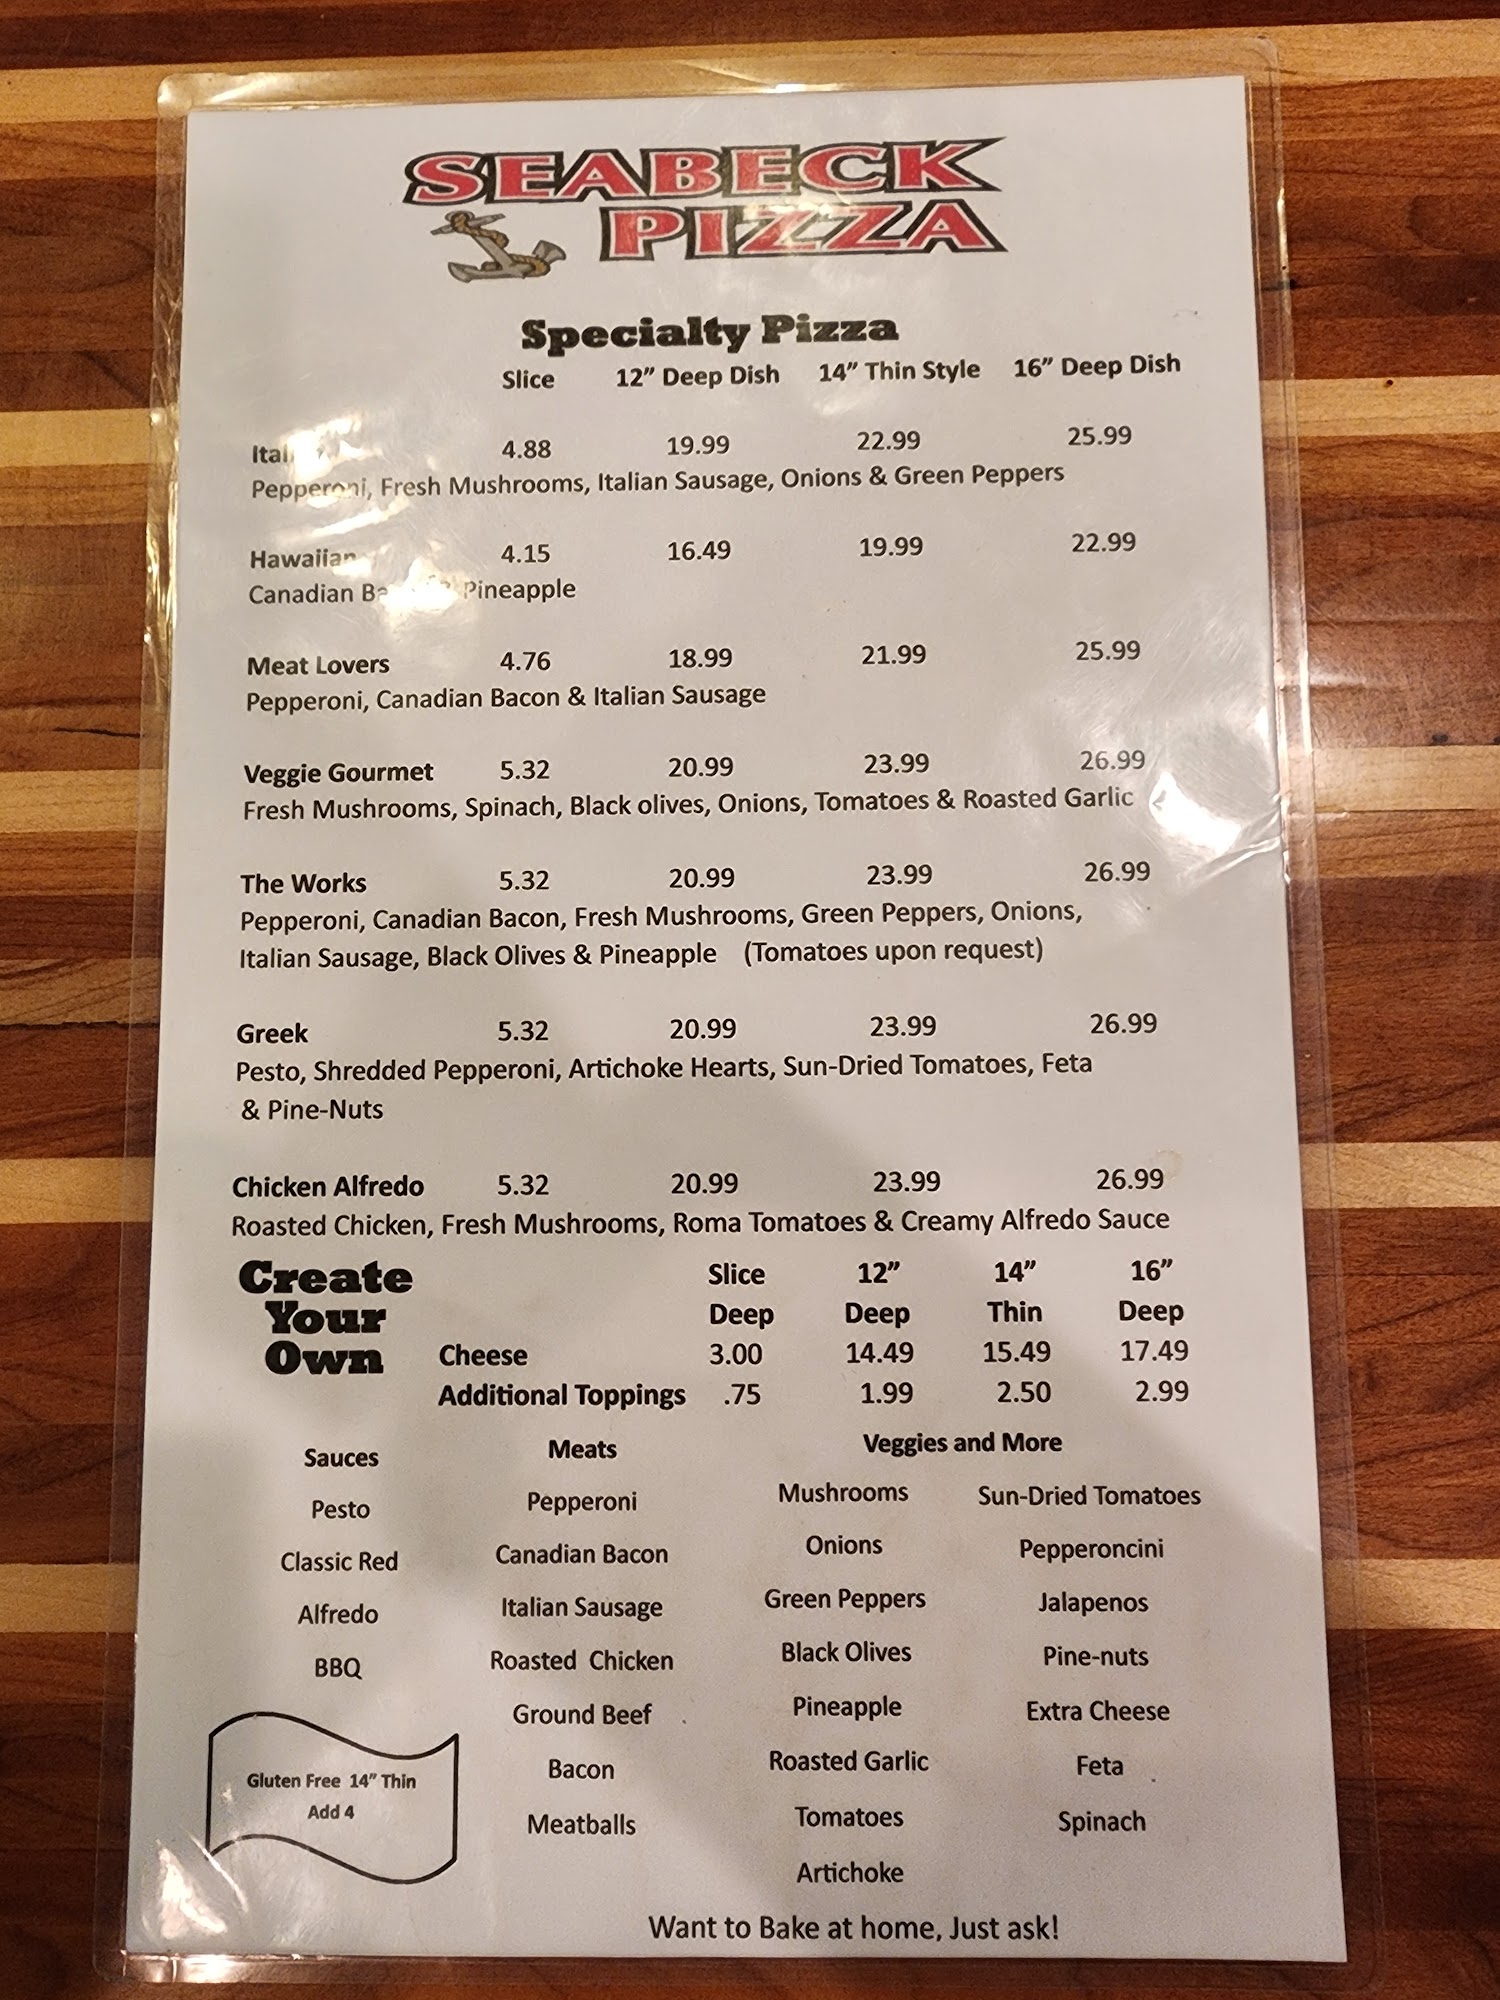 SEABECK
PIZZA
Specialty Pizza
Slice 12” Deep Dish 14” Thin Style 16” Deep Dish
4.88 19.99 22.99 25.99
Pepperoni, Fresh Mushrooms, Italian Sausage, Onions & Green Peppers
Hawaiian 4.15 16.49 19.99 22.99
Canadian Pineapple
Meat Lovers 4.76 18.99 21.99 25.99
Pepperoni, Canadian Bacon & Italian Sausage
Veggie Gourmet 5.32 20.99 23.99 26.99
Fresh Mushrooms, Spinach, Black olives, Onions, Tomatoes & Roasted Garlic
The Works 5.32 20.99 23.99 26.99
Pepperoni, Canadian Bacon, Fresh Mushrooms, Green Peppers, Onions,
Italian Sausage, Black Olives & Pineapple (Tomatoes upon request)
Greek 5.32 20.99 23.99 26.99
Pesto, Shredded Pepperoni, Artichoke Hearts, Sun-Dried Tomatoes, Feta
& Pine-Nuts
Chicken Alfredo 5.32 20.99 23.99 26.99
Roasted Chicken, Fresh Mushrooms, Roma Tomatoes & Creamy Alfredo Sauce
Create
Your
Own
Slice 12” 14” 16”
Deep Deep Thin Deep
Cheese 3.00 14.49 15.49 17.49
Additional Toppings .75 1.99 2.50 2.99
Sauces
Pesto
Classic Red
Alfredo
BBQ
Meats
Pepperoni
Canadian Bacon
Italian Sausage
Roasted Chicken
Ground Beef
Bacon
Meatballs
Veggies and More
Mushrooms
Onions
Green Peppers
Black Olives
Pineapple
Roasted Garlic
Tomatoes
Artichoke
Sun-Dried Tomatoes
Pepperoncini
Jalapenos
Pine-nuts
Extra Cheese
Feta
Spinach
Gluten Free 14” Thin
Add 4
Want to Bake at home, Just ask!